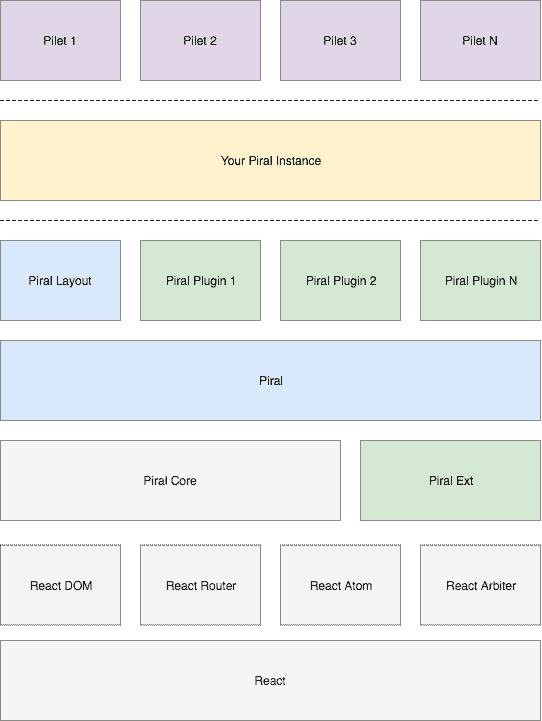 Pilet 1
Pilet 2
Pilet 3
Pilet N
Your Piral Instance
Piral Layout
Piral Plugin 1
Piral Plugin 2
Piral Plugin N
Piral
Piral Core
Piral Ext
React DOM
React Router
React Atom
React Arbiter
React